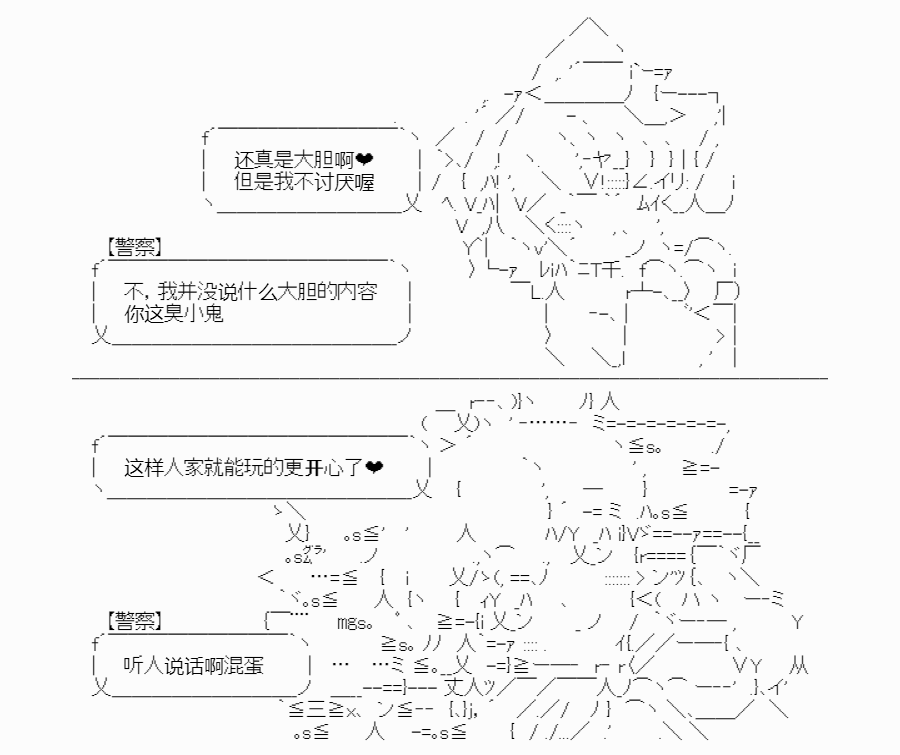 还真是大胆啊❤
但是我不讨厌喔
【警察】
不，我并没说什么大胆的内容
你这臭小鬼
这样人家就能玩的更开心了❤
【警察】
听人说话啊混蛋